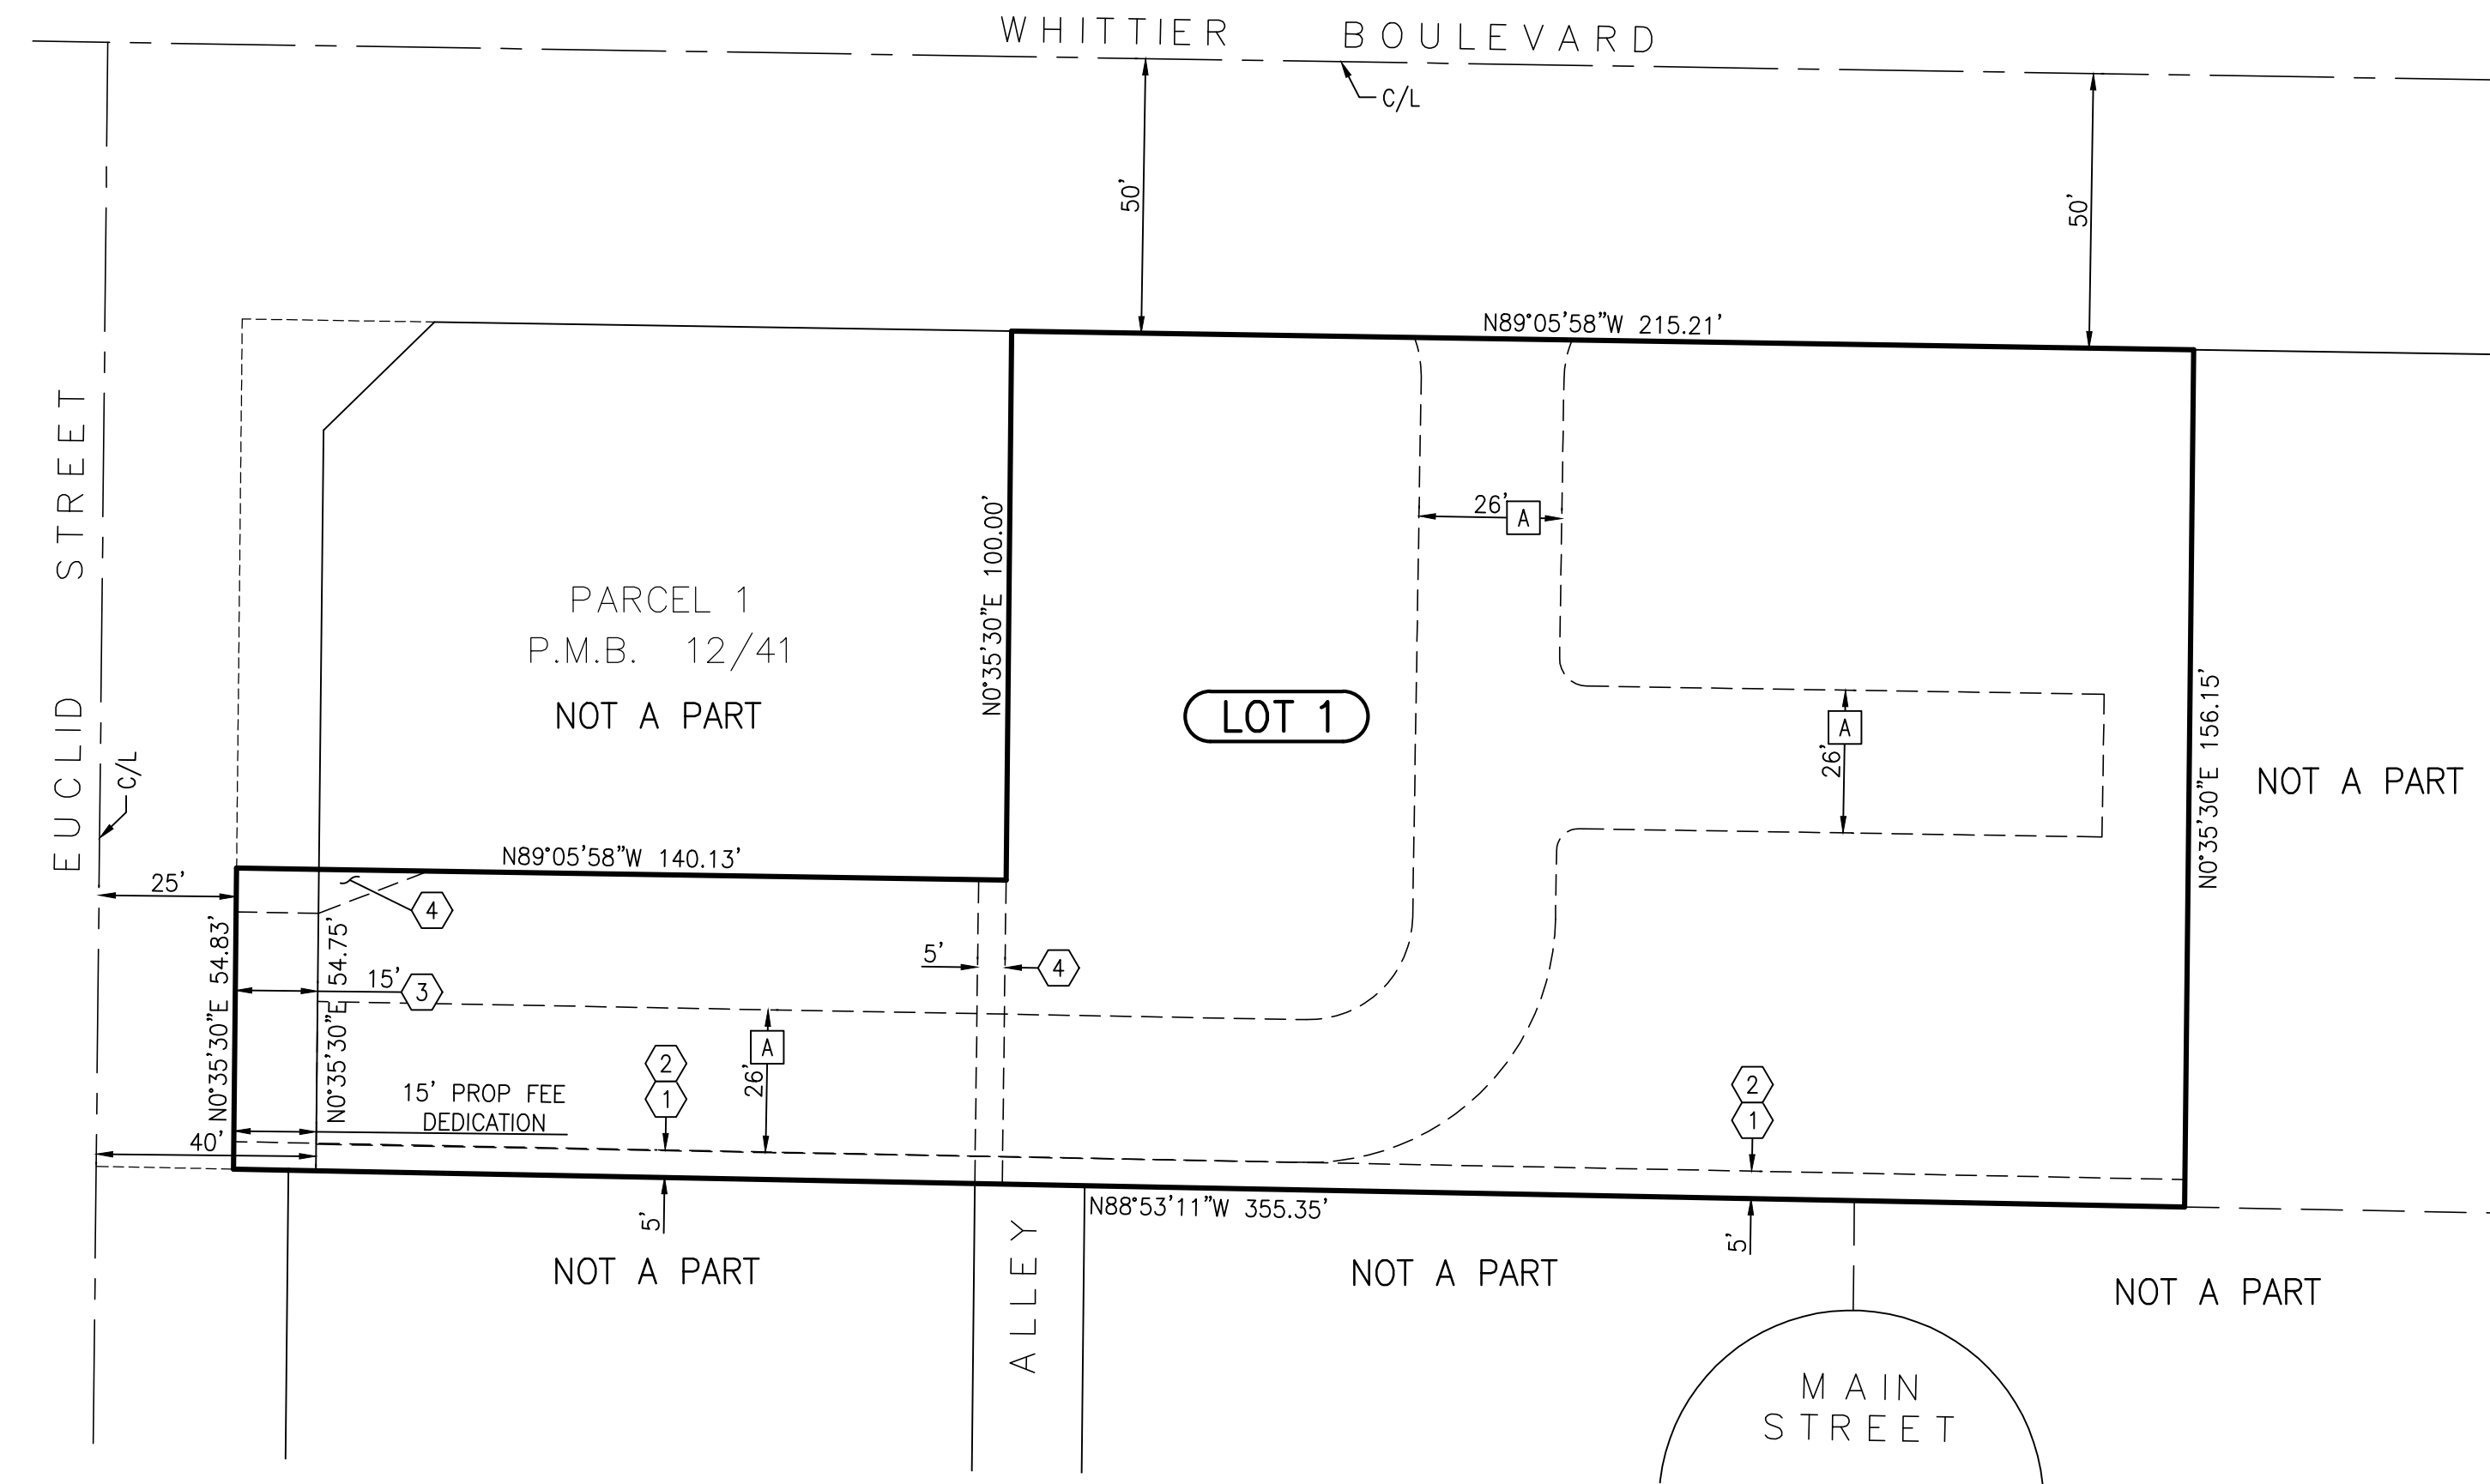 WHITTIER BOULEVARD
C/L
50'
50'
N89°05'58"W 215.21'
EUCLID STREET
C/L
PARCEL 1
P.M.B. 12/41
NOT A PART
N0°35'30"E 100.00'
26'
A
LOT 1
A
26'
N0°35'30"E 156.15'
NOT A PART
N89°05'58"W 140.13'
25'
4
N0°35'30"E 54.83'
N0°35'30"E 54.75'
15'
3
5'
4
2
1
A
26'
2
1
15' PROP FEE
DEDICATION
40'
5'
N88°53'11"W 355.35'
5'
NOT A PART
ALLEY
NOT A PART
NOT A PART
MAIN
STREET